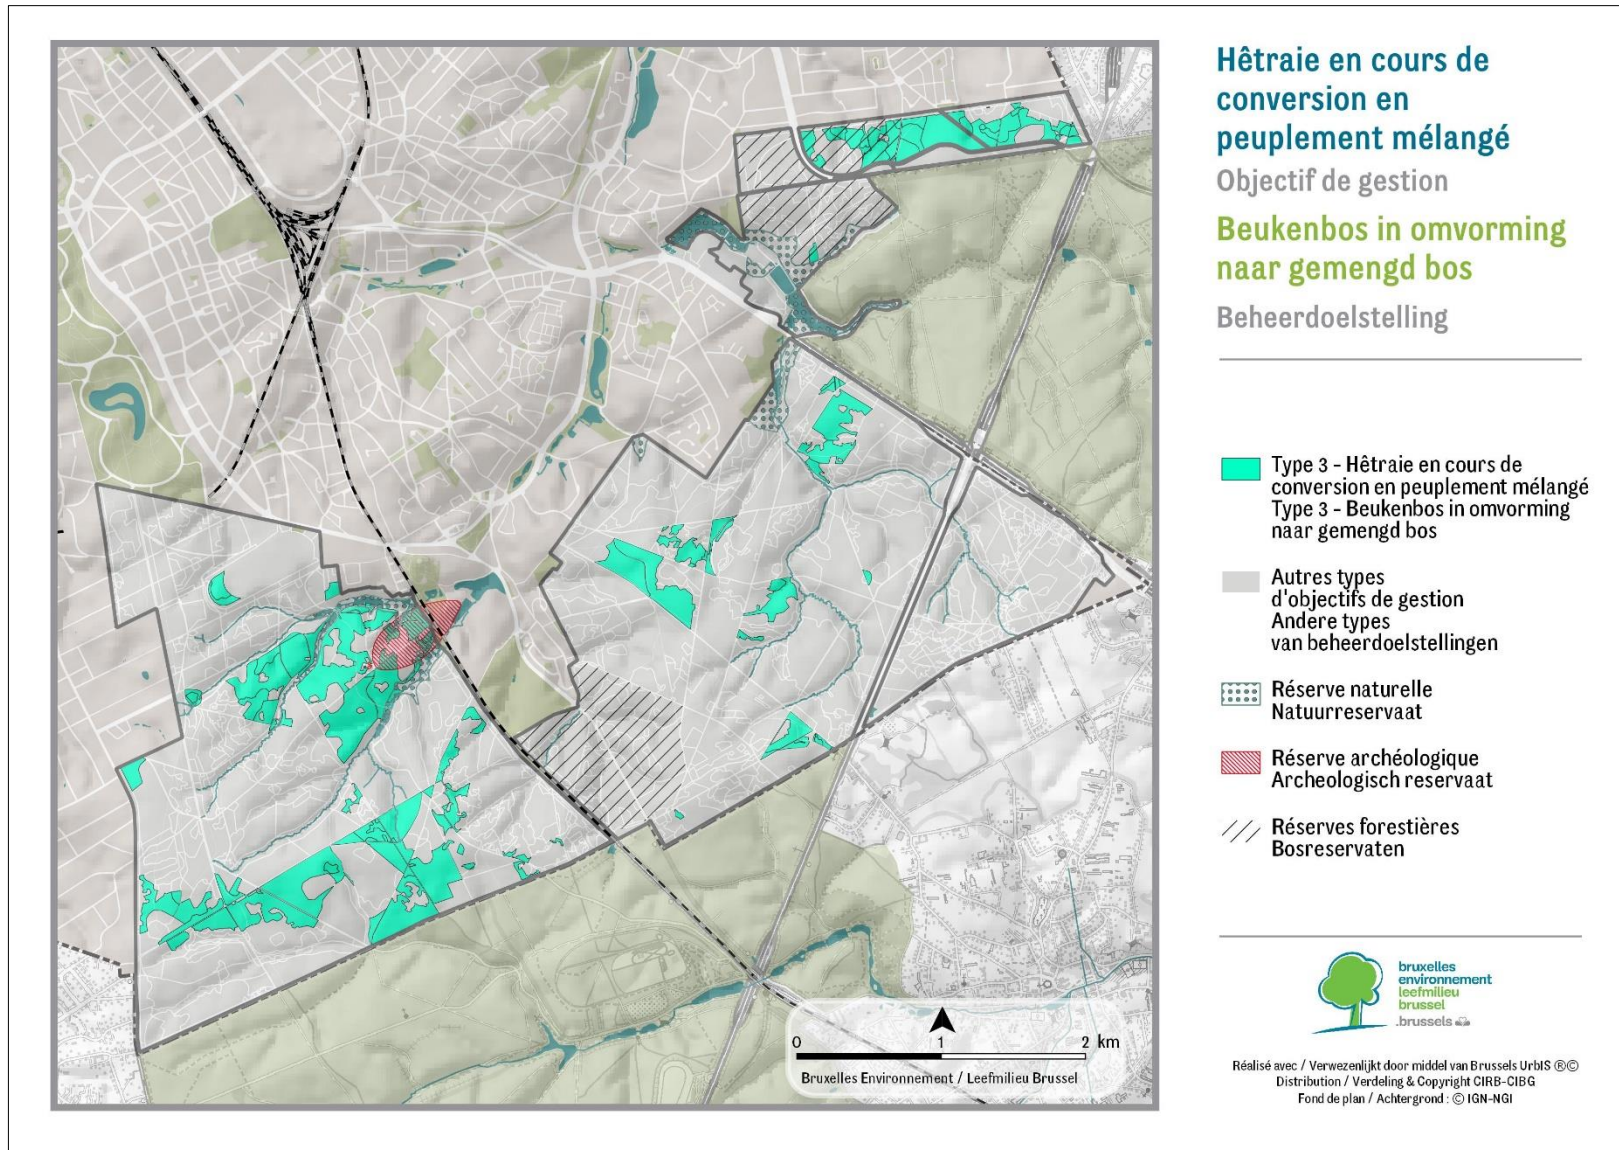 Hêtraie en cours de
conversion en
peuplement mélangé
Objectif de gestion
Beukenbos in omvorming
naar gemengd bos
Beheerdoelstelling
Type 3 - Hêtraie en cours de
conversion en peuplement mélangé
Type 3 - Beukenbos in omvorming
naar gemengd bos
Autres types
d'objectifs de gestion
Andere types
van beheerdoelstellingen
Réserve naturelle
Natuurreservaat
Réserve archéologique
Archeologisch reservaat
Réserves forestières
Bosreservaten
0 1 2 km
Bruxelles Environnement / Leefmilieu Brussel
bruxelles
environnement
leefmilieu
brussel
.brussels
Réalisé avec / Verwezenlijkt door middel van Brussels UrbIS ®©
Distribution / Verdeling & Copyright CIRB-CIBG
Fond de plan / Achtergrond : © IGN-NGI